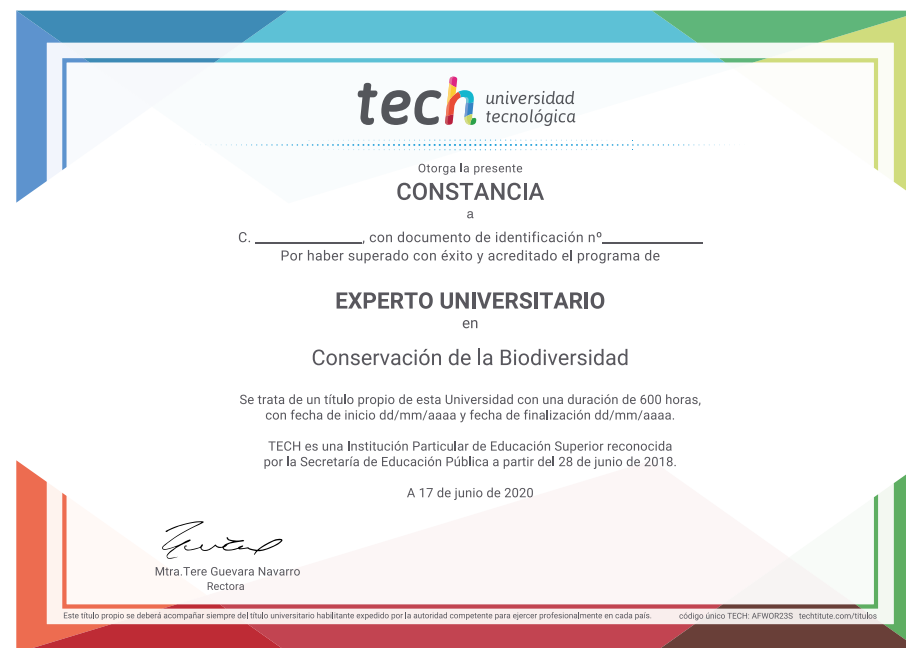 tech universidad
tecnológica
Otorga la presente
CONSTANCIA
a
C. ____________, con documento de identificación nº____________
Por haber superado con éxito y acreditado el programa de
EXPERTO UNIVERSITARIO
en
Conservación de la Biodiversidad
Se trata de un título propio de esta Universidad con una duración de 600 horas,
con fecha de inicio dd/mm/aaaa y fecha de finalización dd/mm/aaaa.
TECH es una Institución Particular de Educación Superior reconocida
por la Secretaría de Educación Pública a partir del 28 de junio de 2018.
A 17 de junio de 2020
Mtra.Tere Guevara Navarro
Rectora
Este título propio se deberá acompañar siempre del título universitario habilitante expedido por la autoridad competente para ejercer profesionalmente en cada país. código único TECH: AFWOR23S techtitute.com/titulos